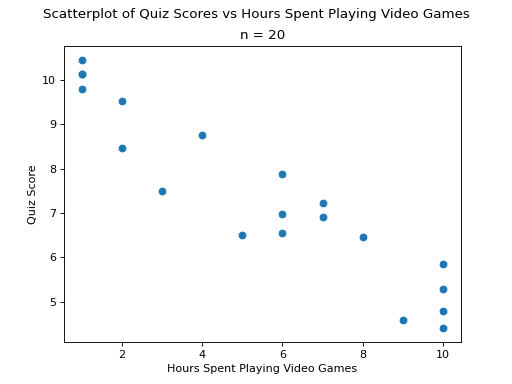 Scatterplot of Quiz Scores vs Hours Spent Playing Video Games
n = 20
10
9
8
7
6
5
Quiz Score
2
4
6
8
10
Hours Spent Playing Video Games